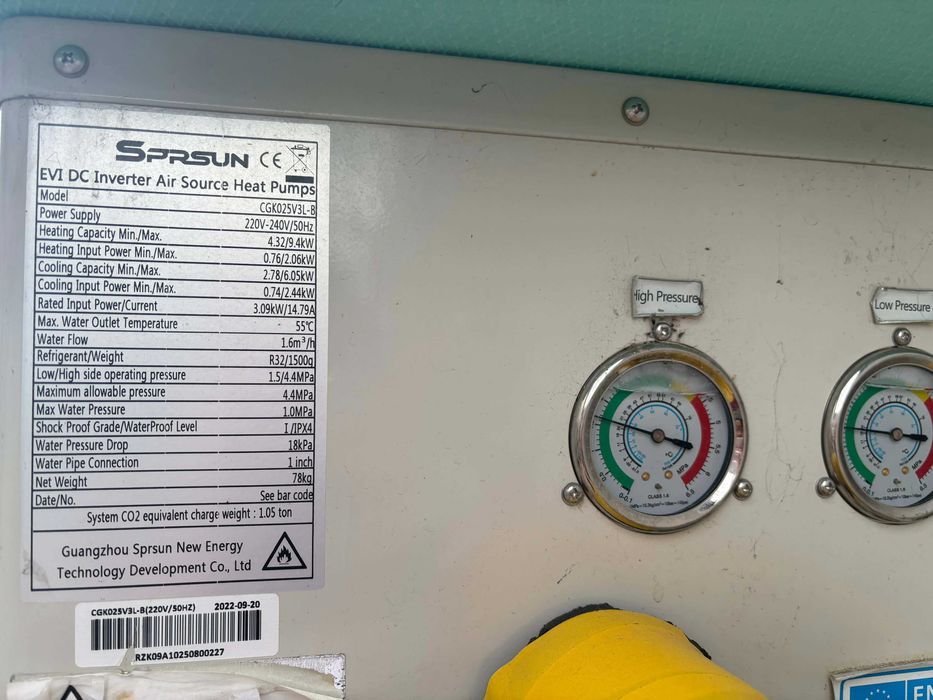 SPRSUN CE
EVI DC Inverter Air Source Heat Pumps
Model CGK025V3L-B
Power Supply 220V-240V/50Hz
Heating Capacity Min./Max. 4.32/9.4kW
Heating Input Power Min./Max. 0.76/2.06kW
Cooling Capacity Min./Max. 2.78/6.05kW
Cooling Input Power Min./Max. 0.74/2.44kW
Rated Input Power/Current 3.09kW/14.79A
Max. Water Outlet Temperature 55℃
Water Flow 1.6m³/h
Refrigerant/Weight R32/1500g
Low/High side operating pressure 1.5/4.4MPa
Maximum allowable pressure 4.4MPa
Max Water Pressure 1.0MPa
Shock Proof Grade/WaterProof Level I/IPX4
Water Pressure Drop 18kPa
Water Pipe Connection 1 inch
Net Weight 78kg
Date/No. See bar code
System CO2 equivalent charge weight : 1.05 ton
Guangzhou Sprsun New Energy
Technology Development Co., Ltd
CGK025V3L-B(220V/50HZ) 2022-09-20
RZK09A10250800227
High Pressure
Low Pressure
℃
MPa
CLASS 1.6
℃
MPa
CLASS 1.6
EN